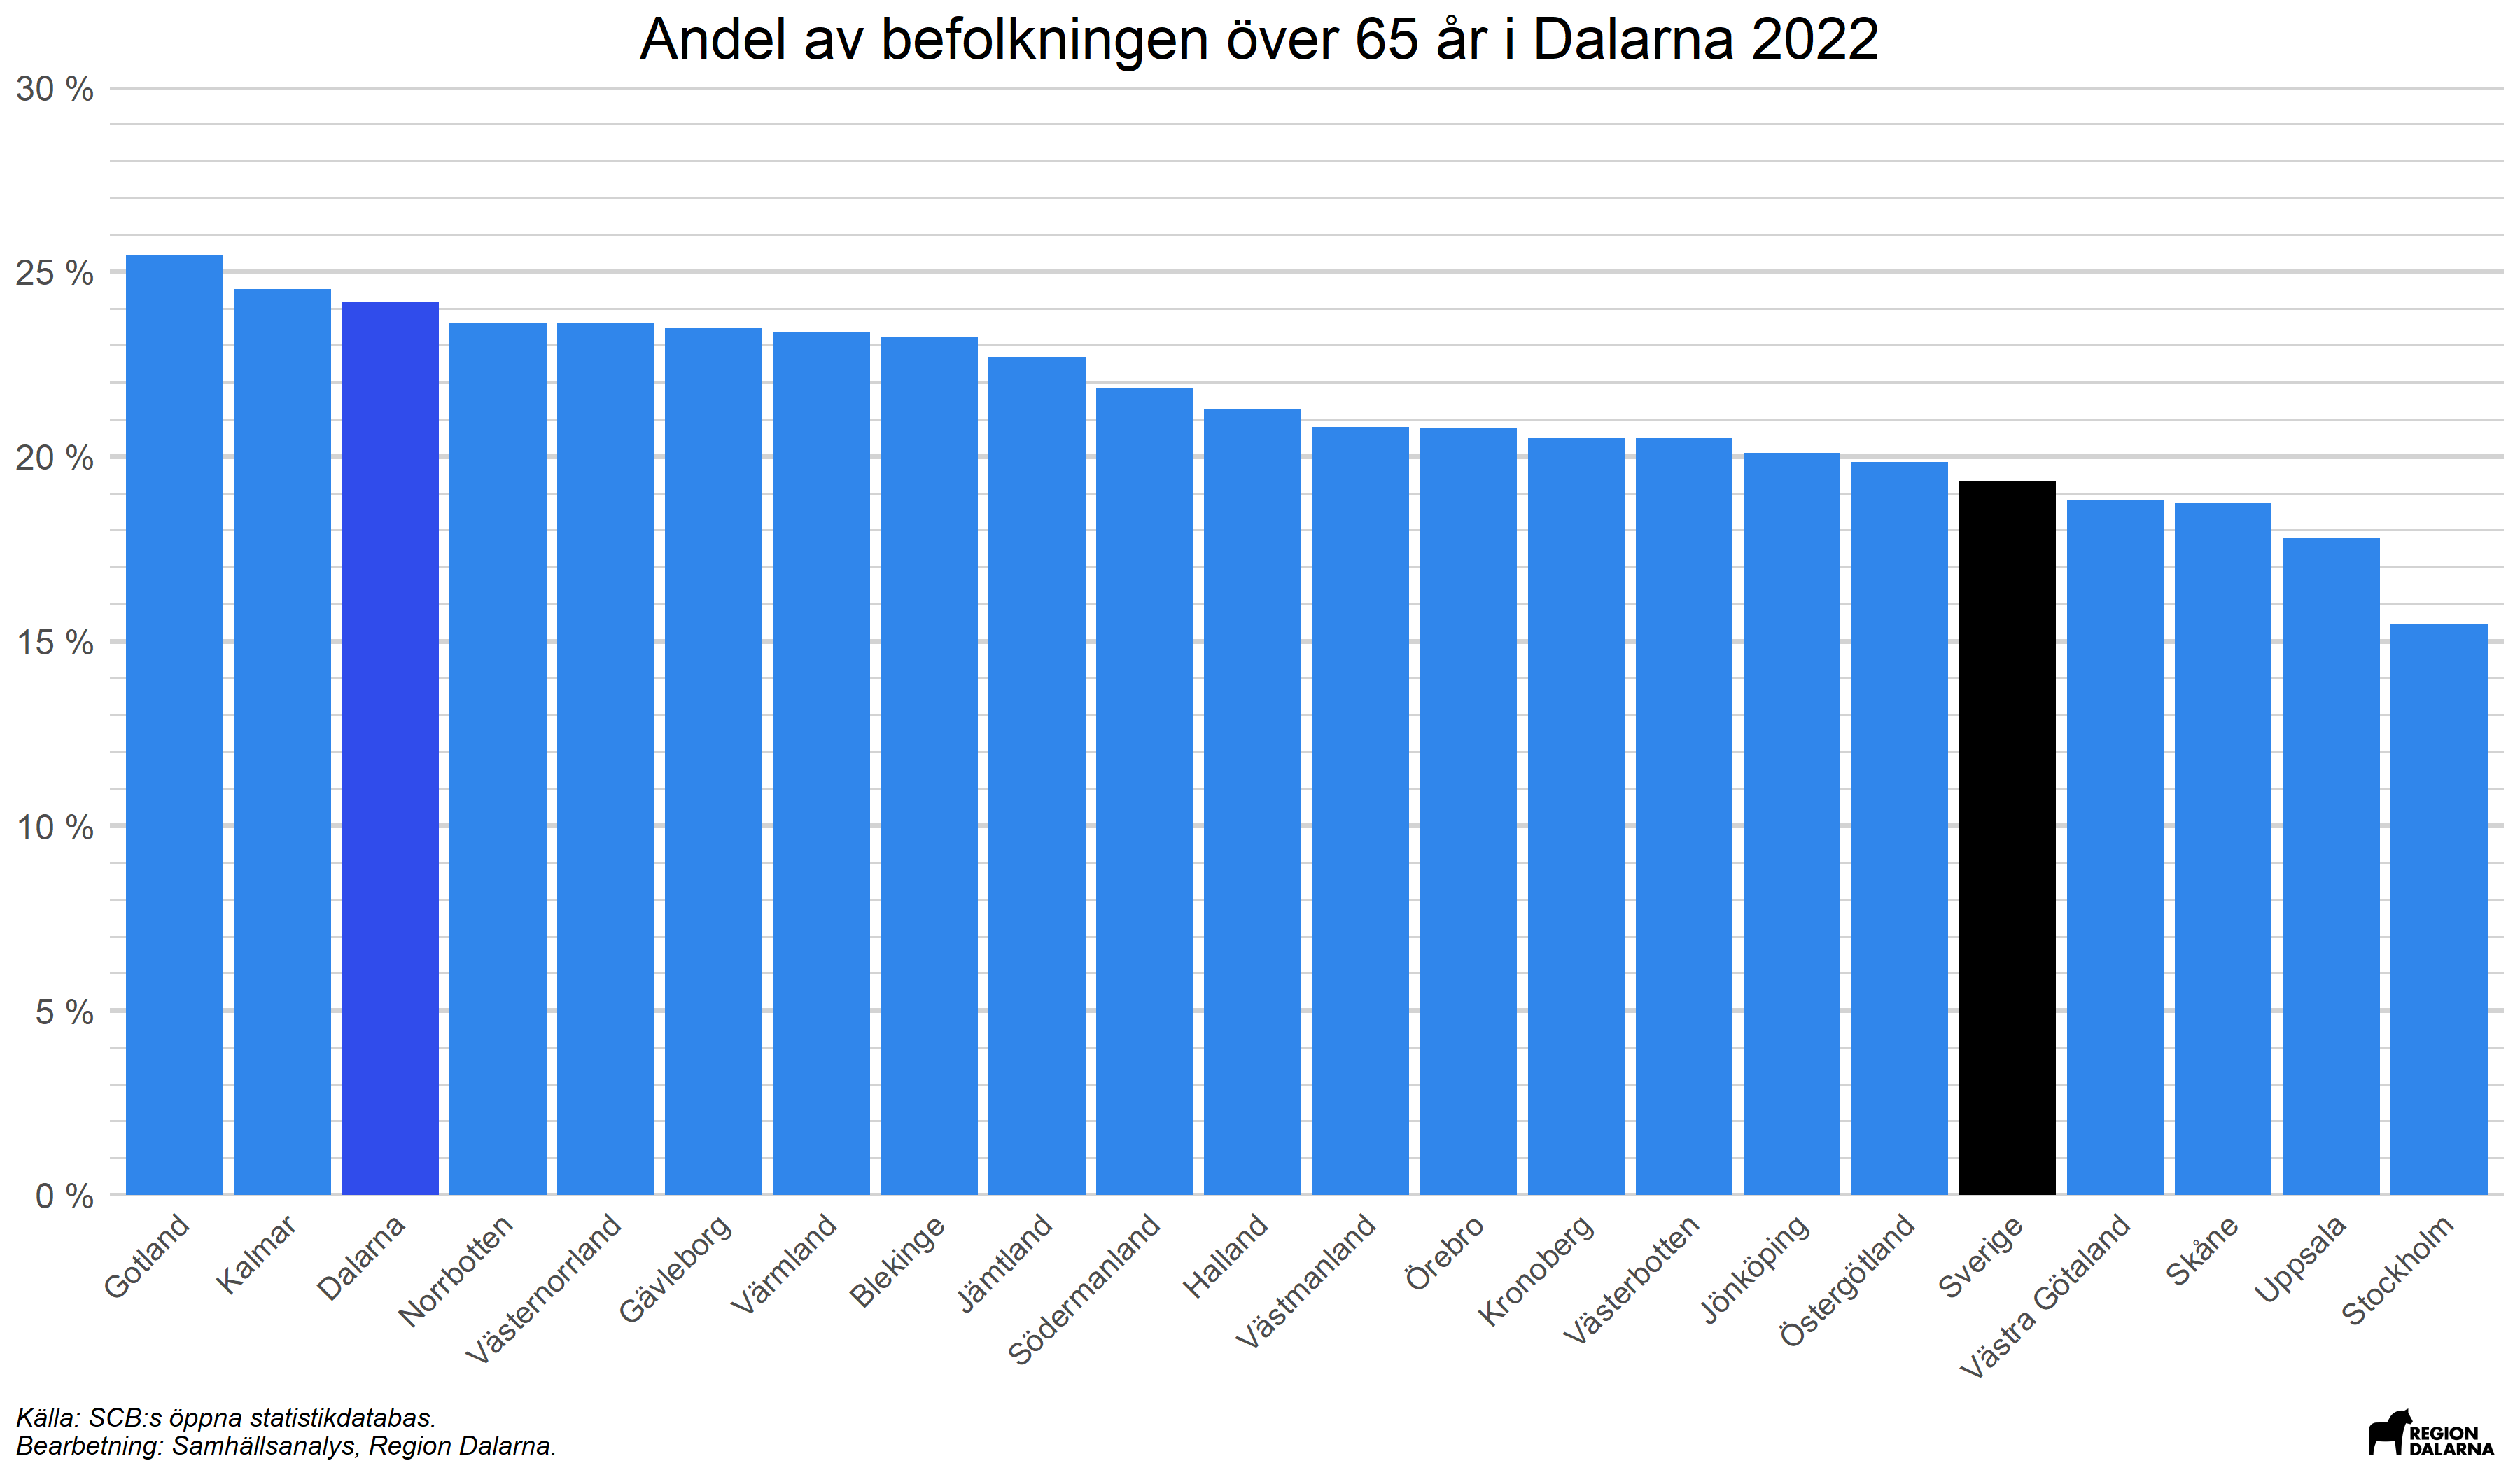 Andel av befolkningen över 65 år i Dalarna 2022
30 %
25 %
20 %
15 %
10 %
5 %
0 %
Gotland
Kalmar
Dalarna
Norrbotten
Västernorrland
Gävleborg
Värmland
Blekinge
Jämtland
Södermanland
Halland
Västmanland
Örebro
Kronoberg
Västerbotten
Jönköping
Östergötland
Sverige
Västra Götaland
Skåne
Uppsala
Stockholm
Källa: SCB:s öppna statistikdatabas.
Bearbetning: Samhällsanalys, Region Dalarna.
REGION
DALARNA